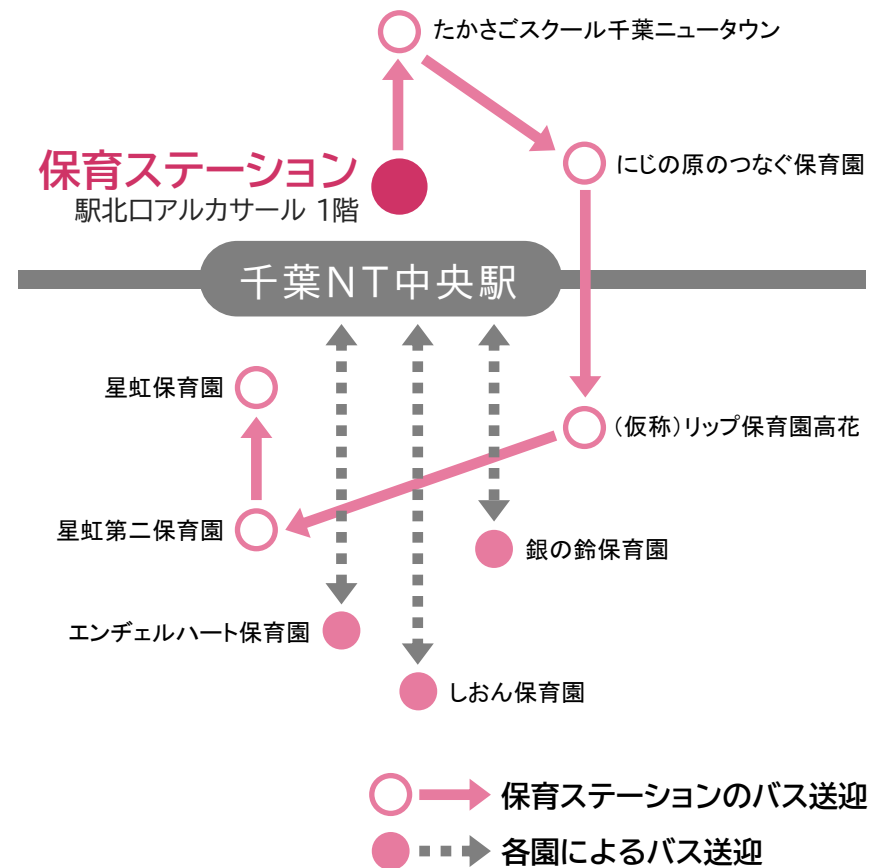 たかさごスクール千葉ニュータウン
保育ステーション
駅北口アルカサール 1階
にじの原のつなぐ保育園
千葉NT中央駅
星虹保育園
（仮称）リップ保育園高花
星虹第二保育園
銀の鈴保育園
エンヂェルハート保育園
しおん保育園
保育ステーションのバス送迎
各園によるバス送迎